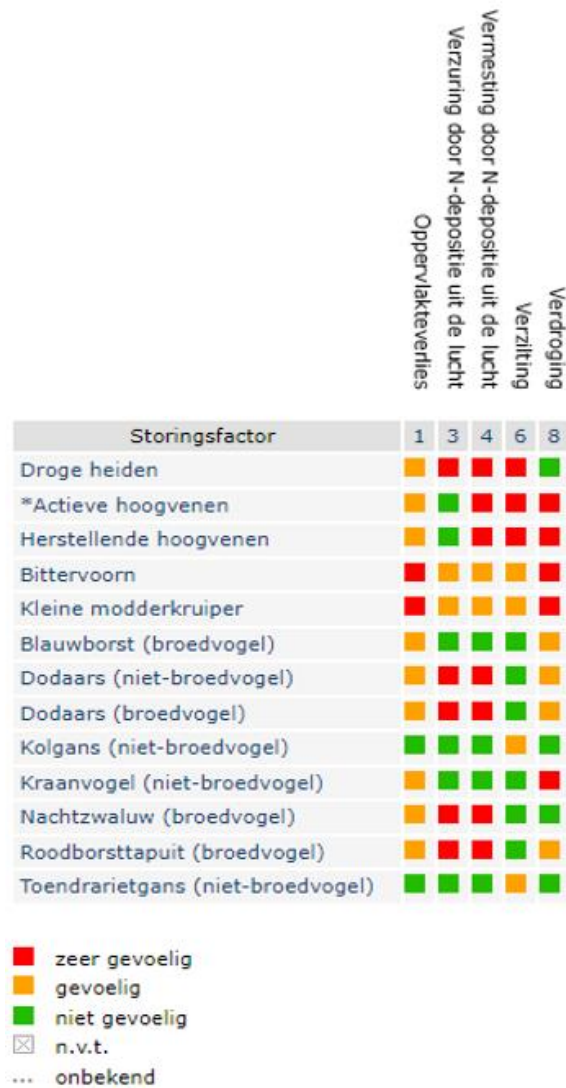 Oppervlakteverlies
Verzuring door N-depositie uit de lucht
Vermesting door N-depositie uit de lucht
Verzilting
Verdroging
Storingsfactor 1 3 4 6 8
Droge heiden
*Actieve hoogvenen
Herstellende hoogvenen
Bittervoorn
Kleine modderkruiper
Blauwborst (broedvogel)
Dodaars (niet-broedvogel)
Dodaars (broedvogel)
Kolgans (niet-broedvogel)
Kraanvogel (niet-broedvogel)
Nachtzwaluw (broedvogel)
Roodborsttapuit (broedvogel)
Toendrarietgans (niet-broedvogel)
zeer gevoelig
gevoelig
niet gevoelig
n.v.t.
... onbekend